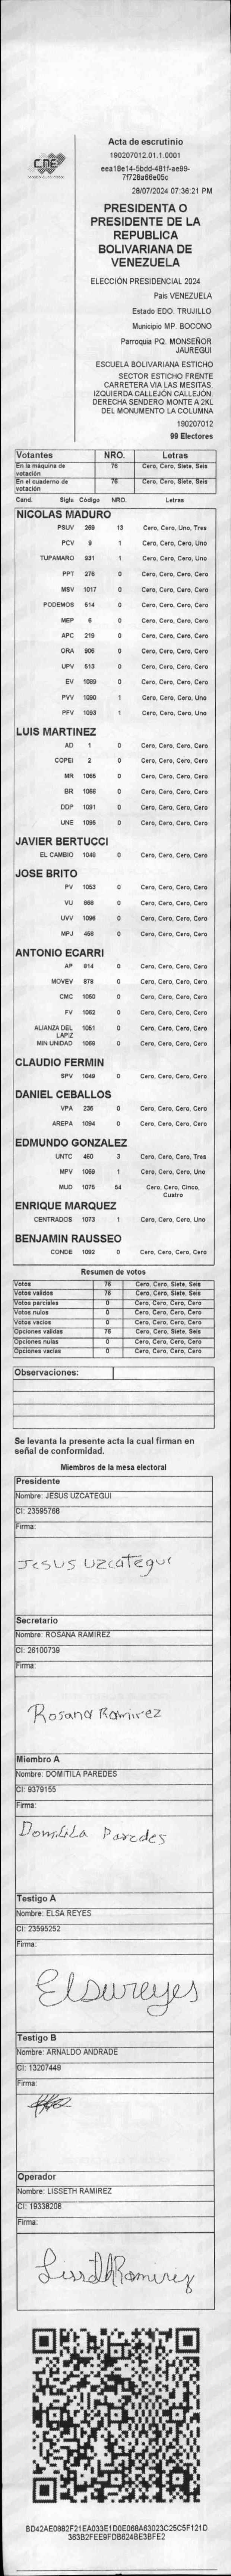 CNE
Acta de escrutinio
190207012.01.1.0001
eea18e14-5bdd-481f-ae99-
7f728a66e05c
28/07/2024 07:36:21 PM
PRESIDENTA O
PRESIDENTE DE LA
REPUBLICA
BOLIVARIANA DE
VENEZUELA
ELECCIÓN PRESIDENCIAL 2024
Pais VENEZUELA
Estado EDO. TRUJILLO
Municipio MP. BOCONO
Parroquia PQ. MONSEÑOR
JAUREGUI
ESCUELA BOLIVARIANA ESTICHO
SECTOR ESTICHO FRENTE
CARRETERA VIA LAS MESITAS.
IZQUIERDA CALLEJÓN CALLEJÓN.
DERECHA SENDERO MONTE A 2KL
DEL MONUMENTO LA COLUMNA
190207012
99 Electores
Votantes NRO. Letras
En la máquina de votación 76 Cero, Cero, Siete, Seis
En el cuaderno de votación 76 Cero, Cero, Siete, Seis
Cand. Sigla Código NRO. Letras
NICOLAS MADURO
PSUV 269 13 Cero, Cero, Uno, Tres
PCV 9 1 Cero, Cero, Cero, Uno
TUPAMARO 931 1 Cero, Cero, Cero, Uno
PPT 276 0 Cero, Cero, Cero, Cero
MSV 1017 0 Cero, Cero, Cero, Cero
PODEMOS 514 0 Cero, Cero, Cero, Cero
MEP 6 0 Cero, Cero, Cero, Cero
APC 219 0 Cero, Cero, Cero, Cero
ORA 906 0 Cero, Cero, Cero, Cero
UPV 513 0 Cero, Cero, Cero, Cero
EV 1089 0 Cero, Cero, Cero, Cero
PVV 1090 1 Cero, Cero, Cero, Uno
PFV 1093 1 Cero, Cero, Cero, Uno
LUIS MARTINEZ
AD 1 0 Cero, Cero, Cero, Cero
COPEI 2 0 Cero, Cero, Cero, Cero
MR 1065 0 Cero, Cero, Cero, Cero
BR 1066 0 Cero, Cero, Cero, Cero
DDP 1091 0 Cero, Cero, Cero, Cero
UNE 1095 0 Cero, Cero, Cero, Cero
JAVIER BERTUCCI
EL CAMBIO 1048 0 Cero, Cero, Cero, Cero
JOSE BRITO
PV 1053 0 Cero, Cero, Cero, Cero
VU 868 0 Cero, Cero, Cero, Cero
UVV 1096 0 Cero, Cero, Cero, Cero
MPJ 458 0 Cero, Cero, Cero, Cero
ANTONIO ECARRI
AP 814 0 Cero, Cero, Cero, Cero
MOVEV 878 0 Cero, Cero, Cero, Cero
CMC 1050 0 Cero, Cero, Cero, Cero
FV 1062 0 Cero, Cero, Cero, Cero
ALIANZA DEL LAPIZ 1051 0 Cero, Cero, Cero, Cero
MIN UNIDAD 1068 0 Cero, Cero, Cero, Cero
CLAUDIO FERMIN
SPV 1049 0 Cero, Cero, Cero, Cero
DANIEL CEBALLOS
VPA 236 0 Cero, Cero, Cero, Cero
AREPA 1094 0 Cero, Cero, Cero, Cero
EDMUNDO GONZALEZ
UNTC 460 3 Cero, Cero, Cero, Tres
MPV 1069 1 Cero, Cero, Cero, Uno
MUD 1075 54 Cero, Cero, Cinco,
Cuatro
ENRIQUE MARQUEZ
CENTRADOS 1073 1 Cero, Cero, Cero, Uno
BENJAMIN RAUSSEO
CONDE 1092 0 Cero, Cero, Cero, Cero
Resumen de votos
Votos 76 Cero, Cero, Siete, Seis
Votos validos 76 Cero, Cero, Siete, Seis
Votos parciales 0 Cero, Cero, Cero, Cero
Votos nulos 0 Cero, Cero, Cero, Cero
Votos vacios 0 Cero, Cero, Cero, Cero
Opciones validas 76 Cero, Cero, Siete, Seis
Opciones nulas 0 Cero, Cero, Cero, Cero
Opciones vacias 0 Cero, Cero, Cero, Cero
Observaciones:
Se levanta la presente acta la cual firman en
señal de conformidad.
Miembros de la mesa electoral
Presidente
Nombre: JESUS UZCATEGUI
CI: 23595768
Firma:
Jesus Uzcategui
Secretario
Nombre: ROSANA RAMIREZ
CI: 26100739
Firma:
Rosana Ramirez
Miembro A
Nombre: DOMITILA PAREDES
CI: 9379155
Firma:
Domitila Paredes
Testigo A
Nombre: ELSA REYES
CI: 23595252
Firma:
Elsa reyes
Testigo B
Nombre: ARNALDO ANDRADE
CI: 13207449
Firma:
Operador
Nombre: LISSETH RAMIREZ
CI: 19338208
Firma:
Lisseth Ramirez
BD42AE0882F21EA033E1D0E068A63023C25C5F121D
363B2FEE9FDB624BE3BFE2